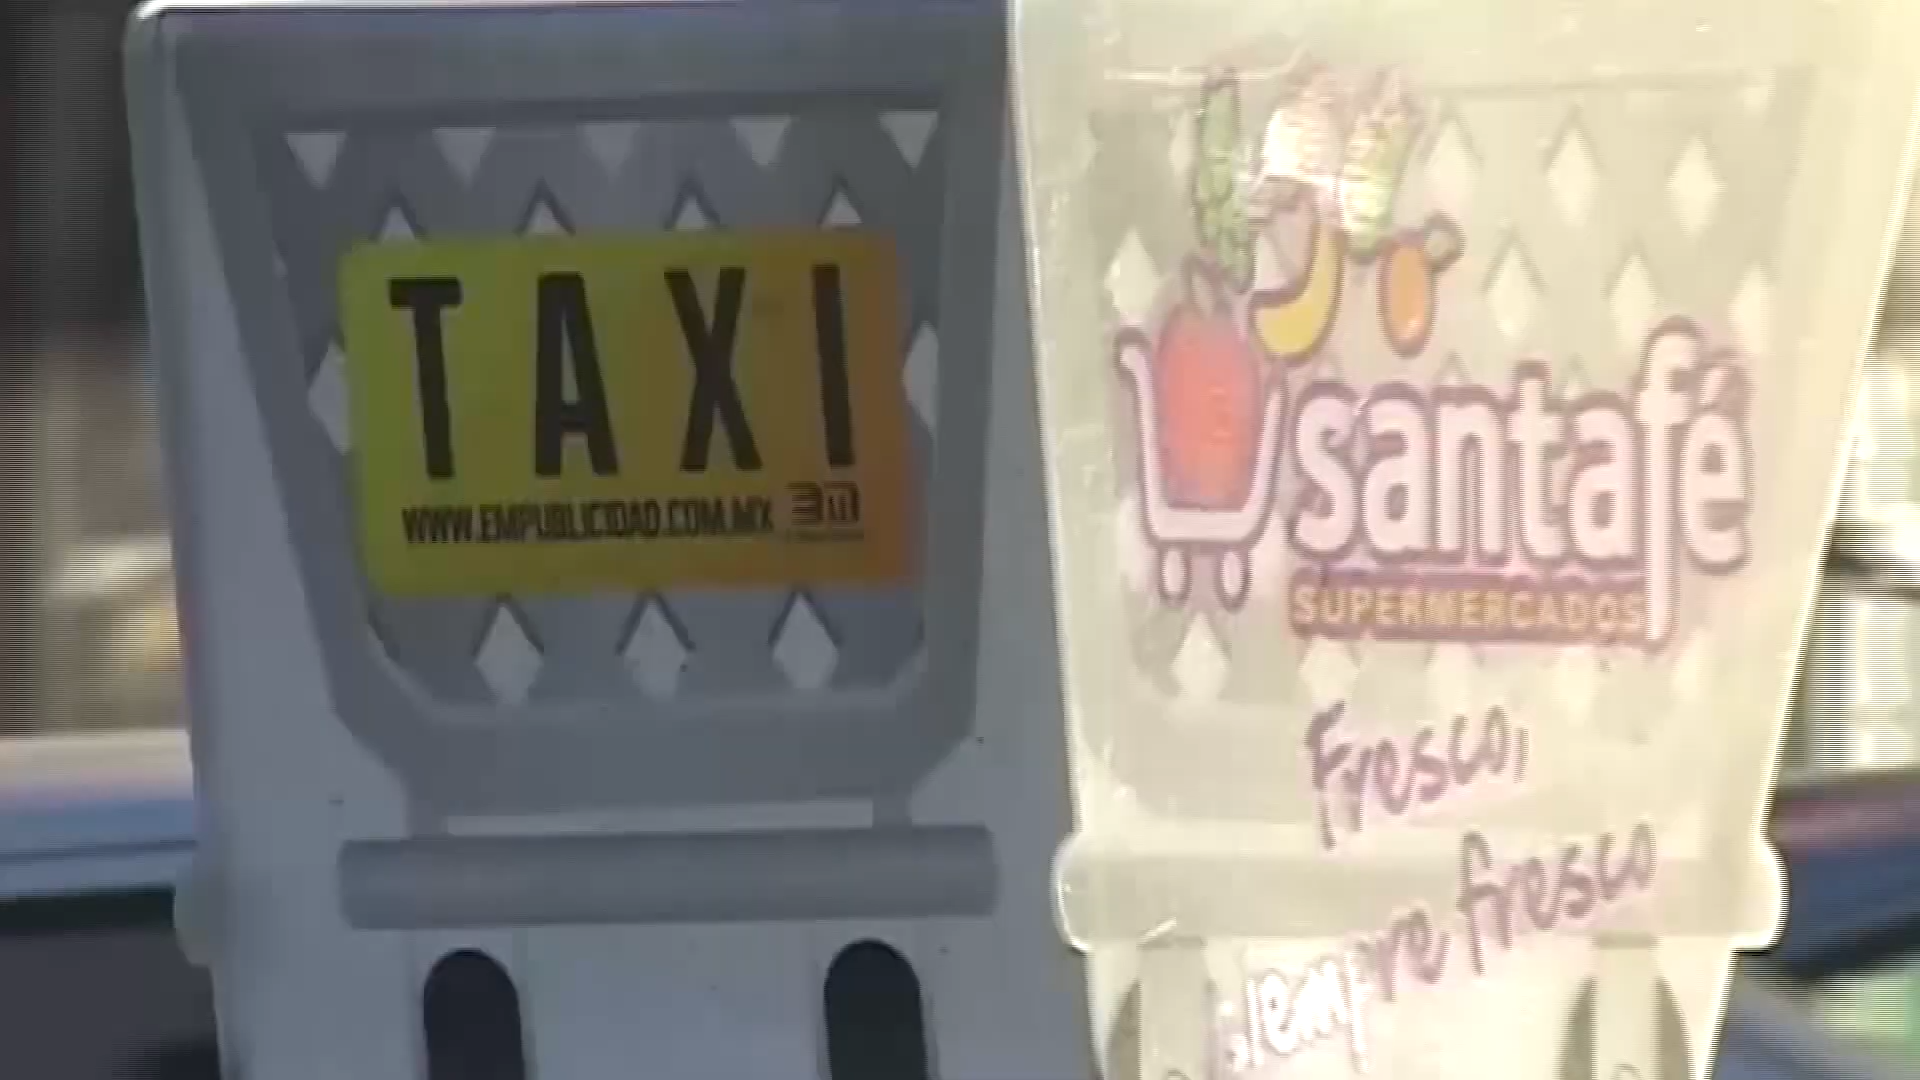 TAXI
WWW.EMPUBLICIDAD.COM.MX
santafé
SUPERMERCADOS
Fresco,
siempre fresco